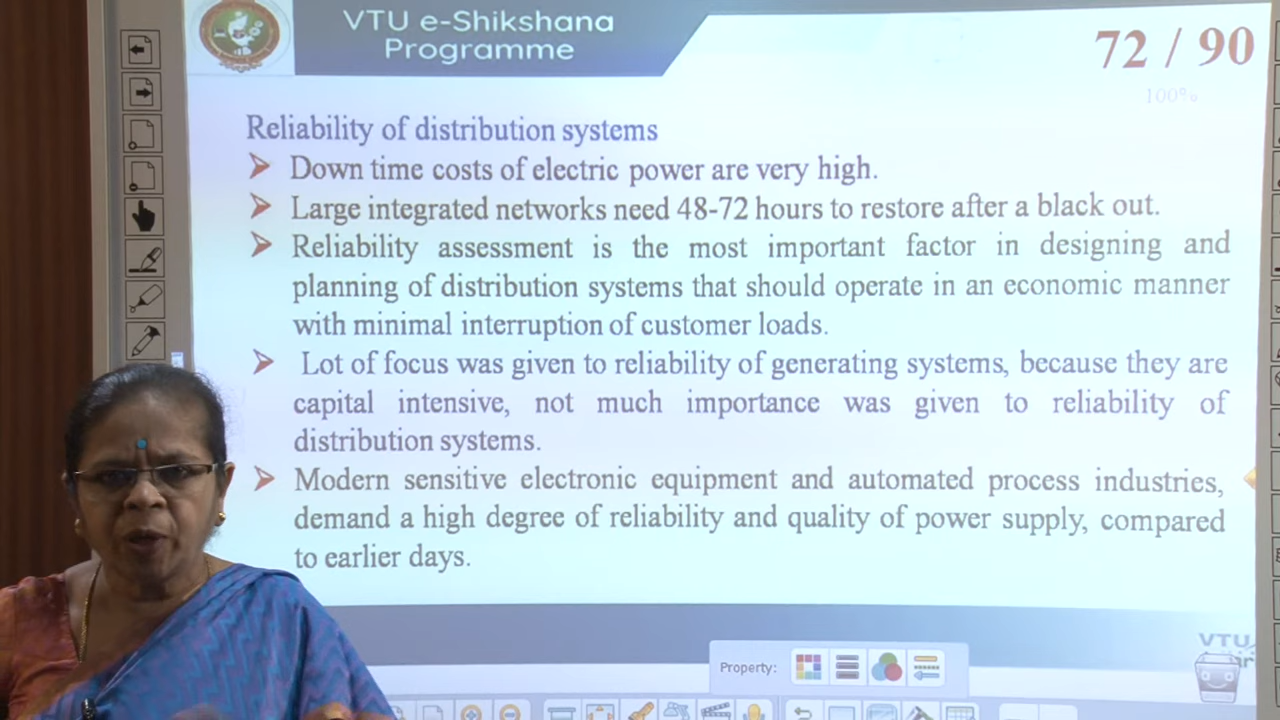 VTU e-Shikshana
Programme
72 / 90
100%
Reliability of distribution systems
Down time costs of electric power are very high.
Large integrated networks need 48-72 hours to restore after a black out.
Reliability assessment is the most important factor in designing and
planning of distribution systems that should operate in an economic manner
with minimal interruption of customer loads.
Lot of focus was given to reliability of generating systems, because they are
capital intensive, not much importance was given to reliability of
distribution systems.
Modern sensitive electronic equipment and automated process industries,
demand a high degree of reliability and quality of power supply, compared
to earlier days.
VTU
Property: